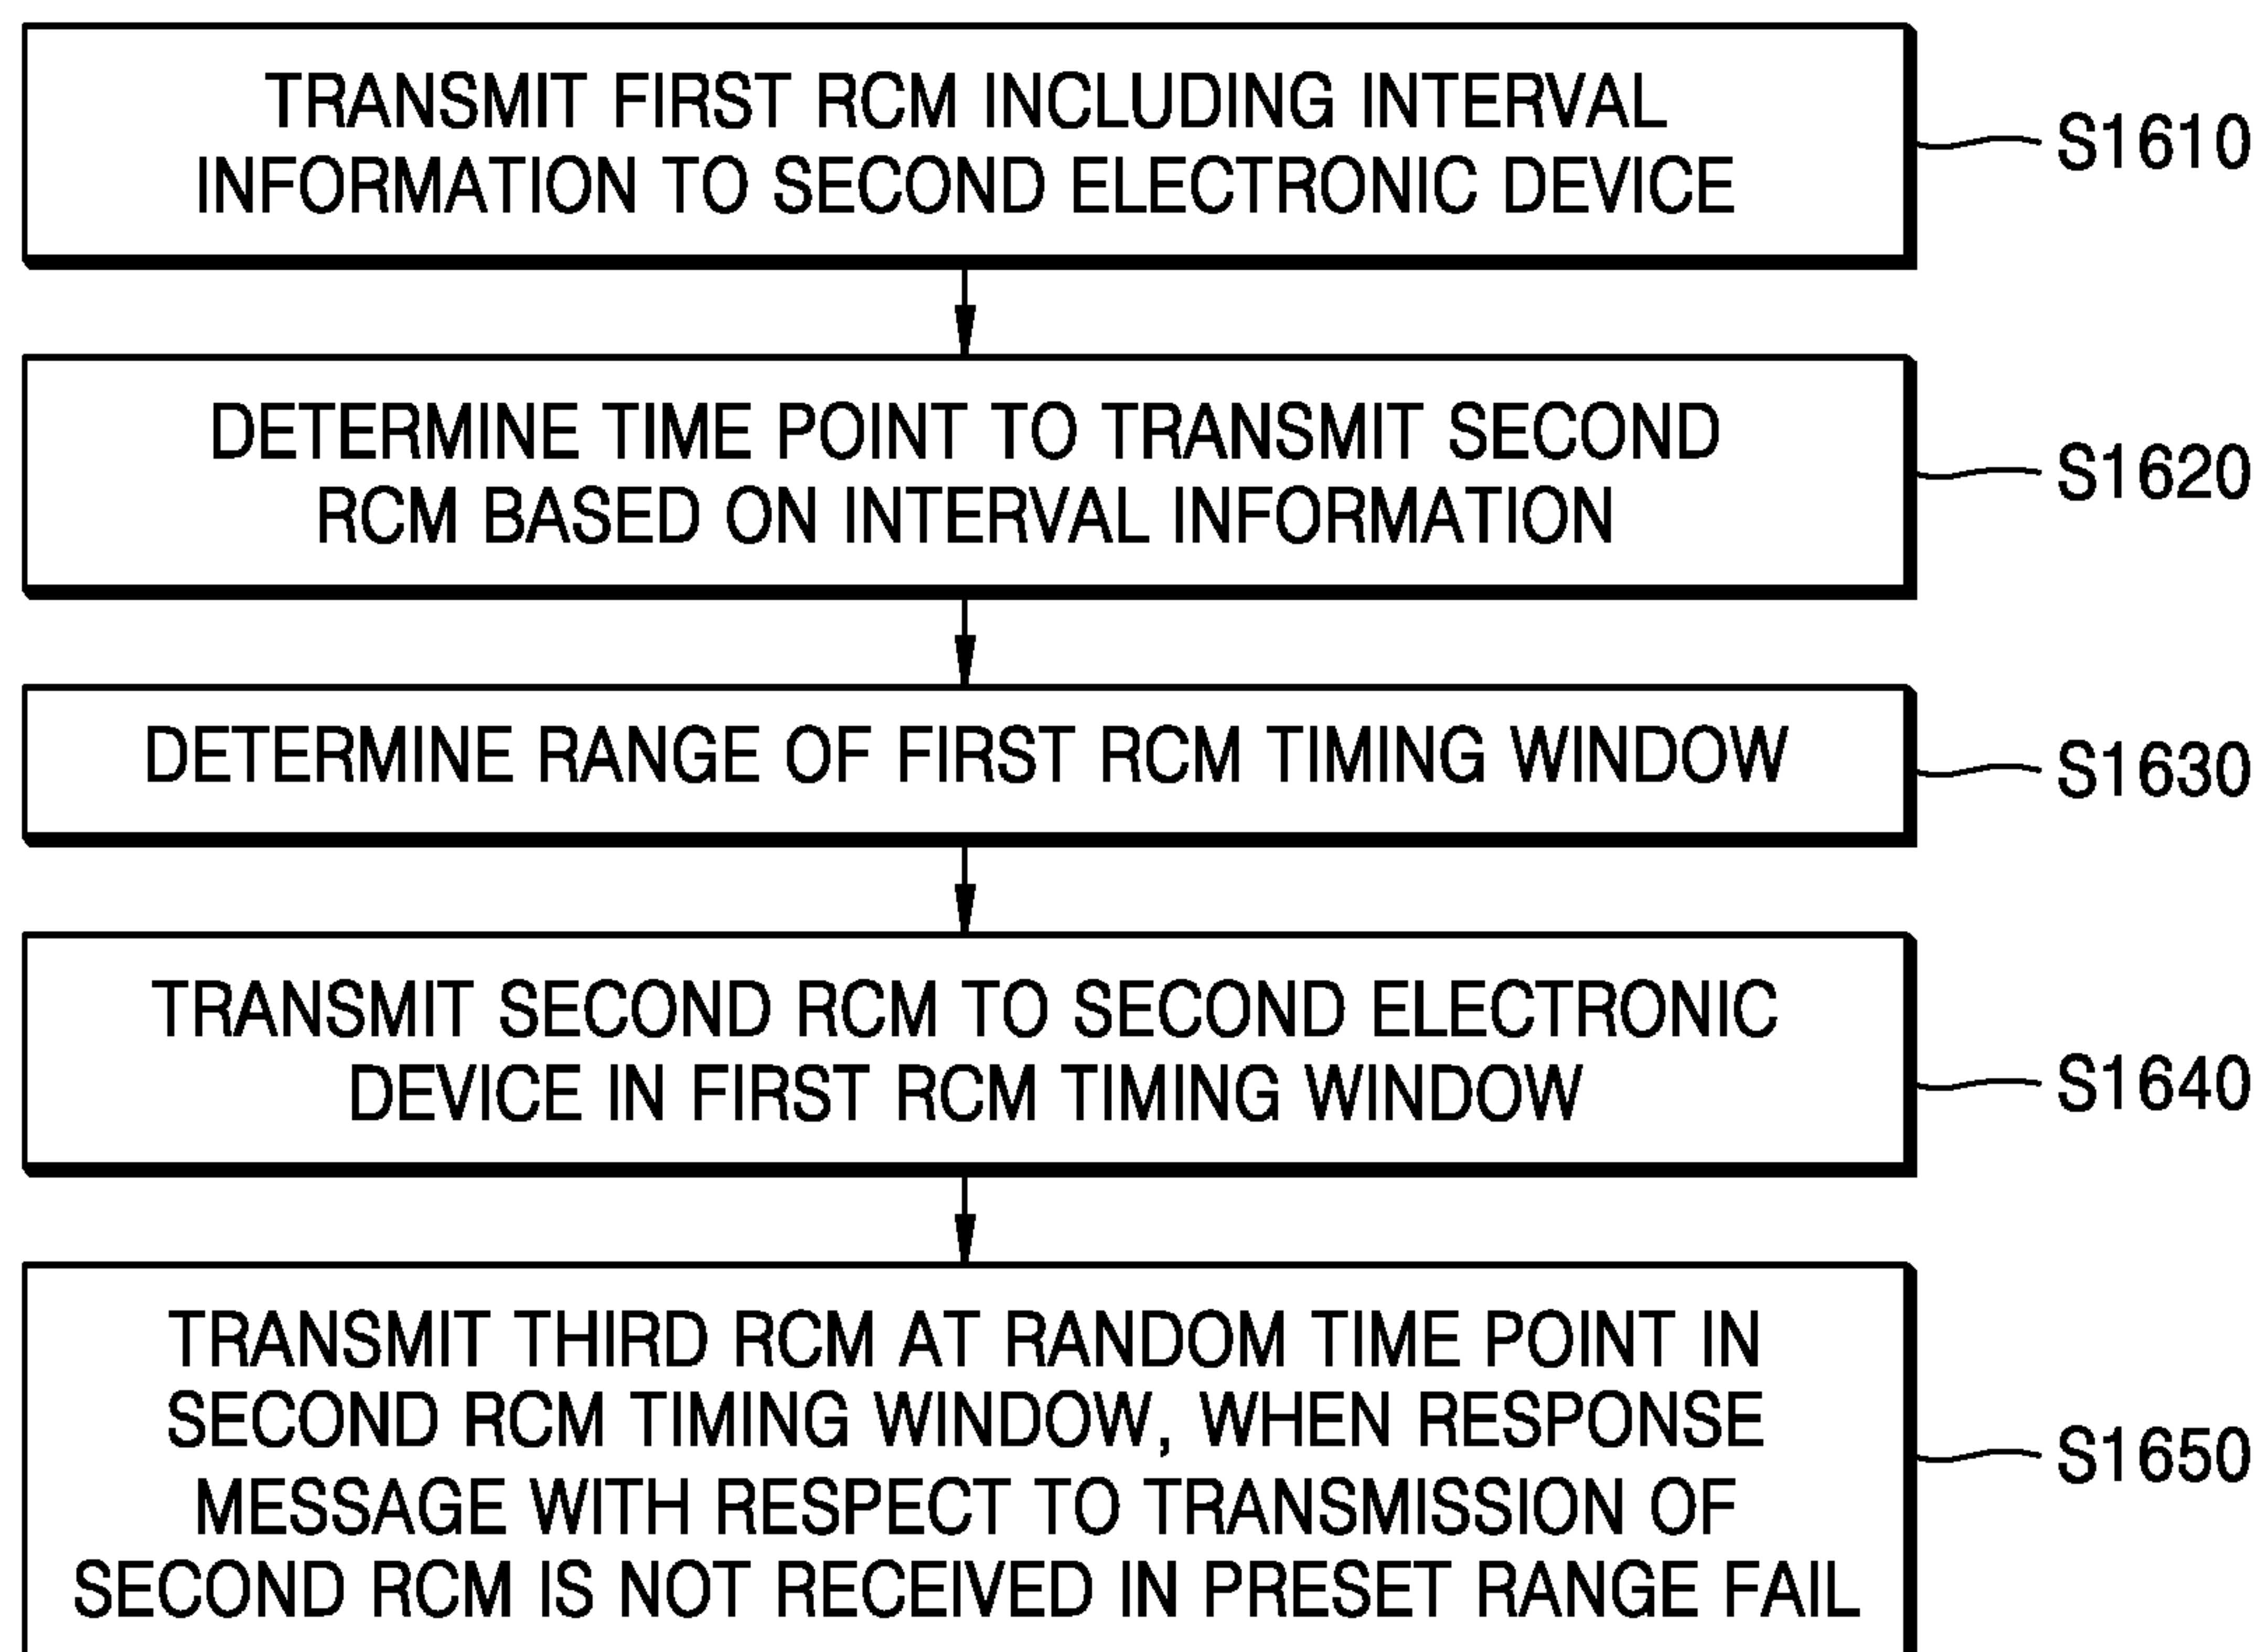 TRANSMIT FIRST RCM INCLUDING INTERVAL
INFORMATION TO SECOND ELECTRONIC DEVICE
S1610
DETERMINE TIME POINT TO TRANSMIT SECOND
RCM BASED ON INTERVAL INFORMATION
S1620
DETERMINE RANGE OF FIRST RCM TIMING WINDOW
S1630
TRANSMIT SECOND RCM TO SECOND ELECTRONIC
DEVICE IN FIRST RCM TIMING WINDOW
S1640
TRANSMIT THIRD RCM AT RANDOM TIME POINT IN
SECOND RCM TIMING WINDOW, WHEN RESPONSE
MESSAGE WITH RESPECT TO TRANSMISSION OF
SECOND RCM IS NOT RECEIVED IN PRESET RANGE FAIL
S1650